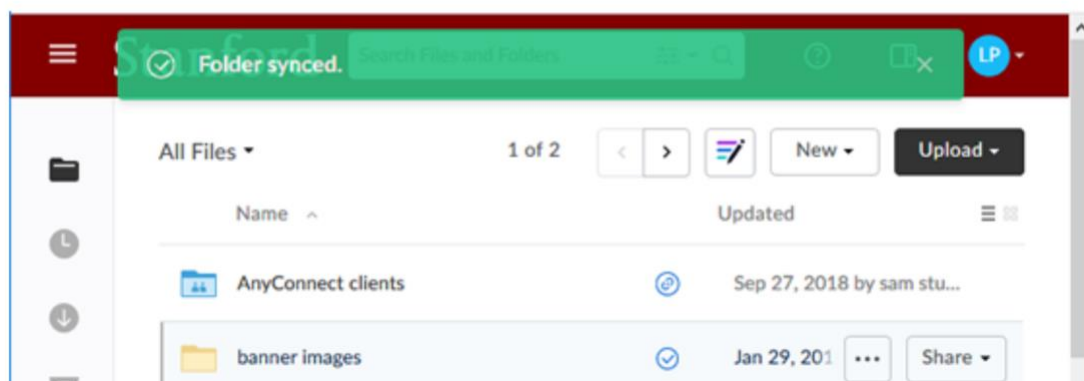 Stanford
Folder synced.
Search Files and Folders
LP
All Files
1 of 2
New
Upload
Name
Updated
AnyConnect clients
Sep 27, 2018 by sam stu...
banner images
Jan 29, 201
Share